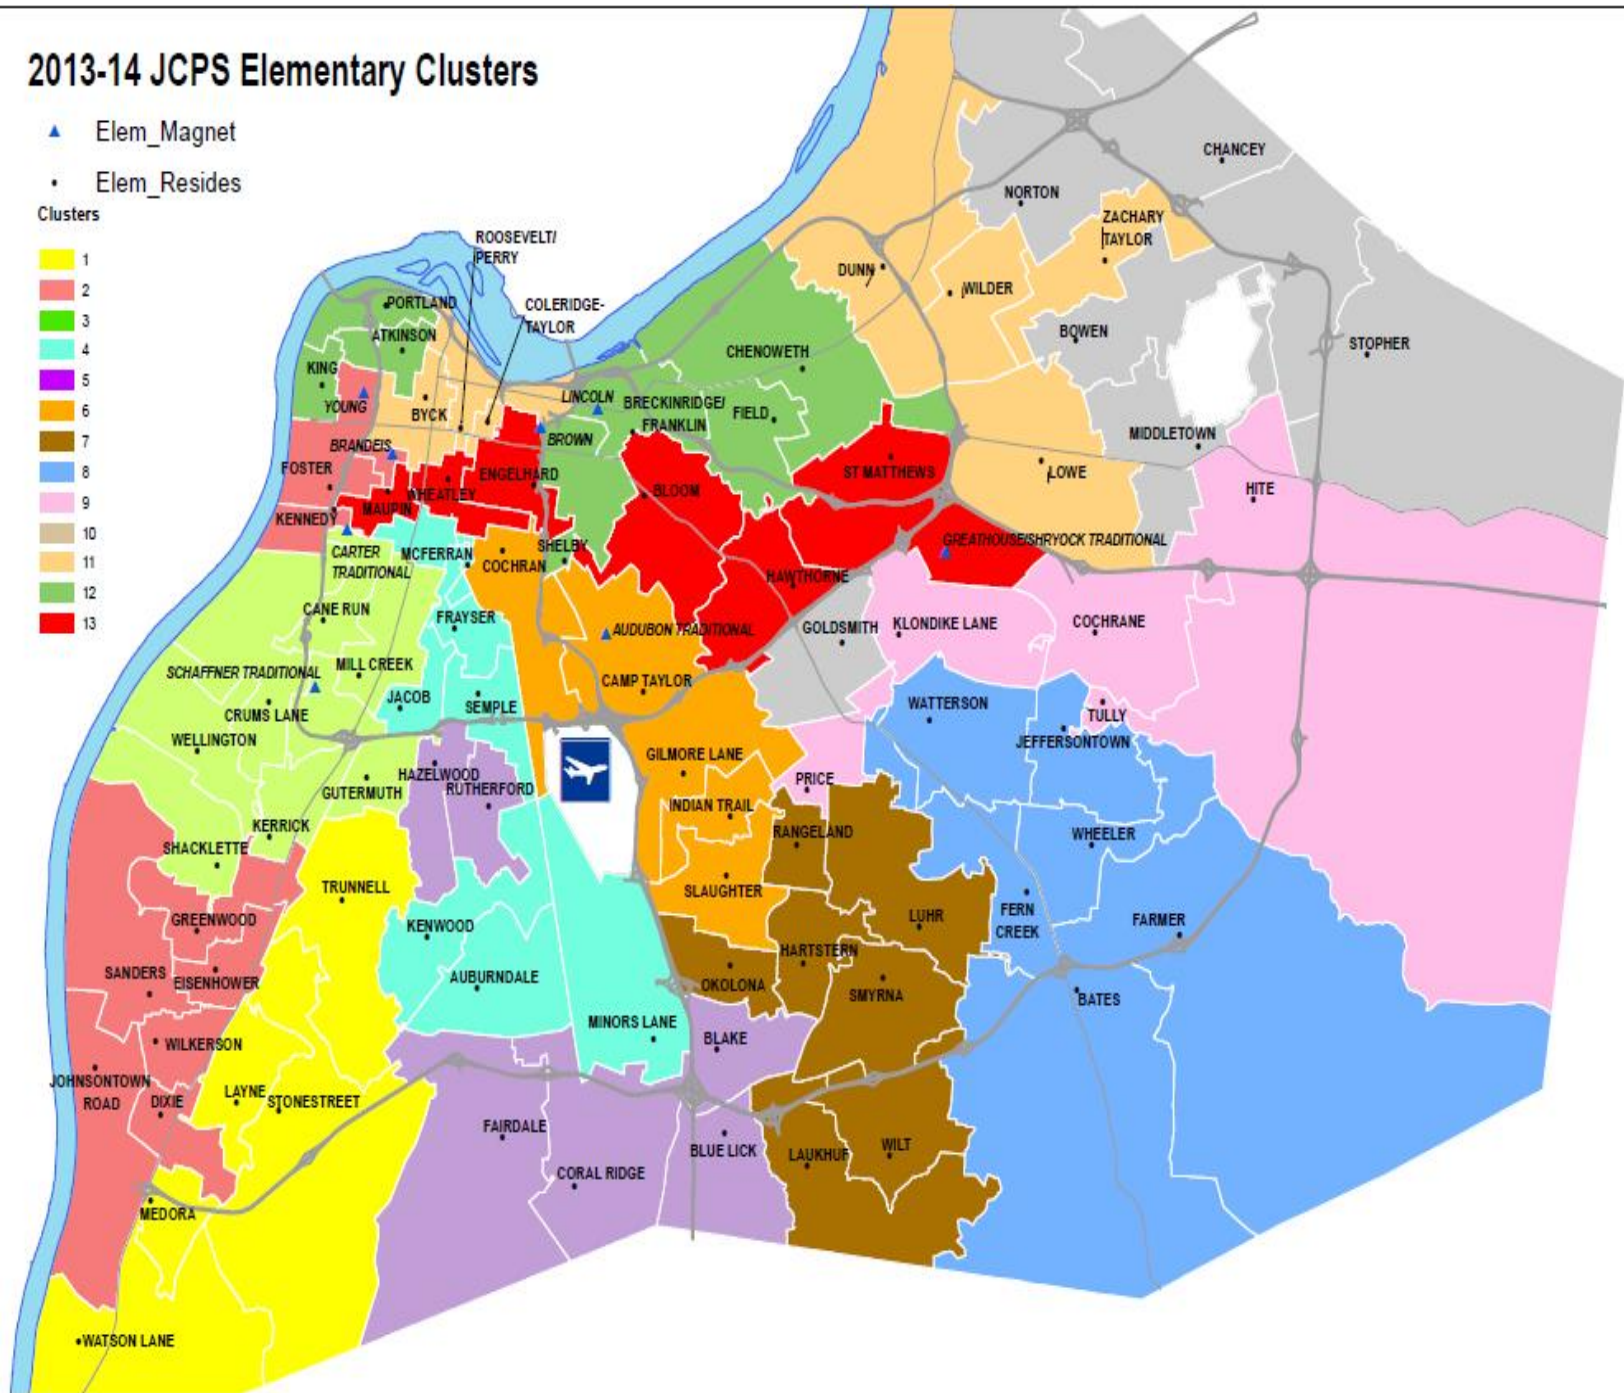 2013-14 JCPS Elementary Clusters
Elem_Magnet
Elem_Resides
Clusters
1
2
3
4
5
6
7
8
9
10
11
12
13
ROOSEVELT/
PERRY
COLERIDGE-
TAYLOR
PORTLAND
ATKINSON
KING
YOUNG
BYCK
LINCOLN
BROWN
BRECKINRIDGE/
FRANKLIN
FIELD
CHENOWETH
DUNN
WILDER
NORTON
CHANCEY
ZACHARY
TAYLOR
BOWEN
STOPHER
MIDDLETOWN
LOWE
HITE
BRANDEIS
FOSTER
MAUPIN
WHEATLEY
ENGELHARD
BLOOM
ST MATTHEWS
KENNEDY
CARTER
TRADITIONAL
MCFERRAN
COCHRAN
SHELBY
HAWTHORNE
GREATHOUSE/SHRYOCK TRADITIONAL
CANE RUN
FRAYSER
AUDUBON TRADITIONAL
GOLDSMITH
KLONDIKE LANE
COCHRANE
SCHAFFNER TRADITIONAL
MILL CREEK
JACOB
SEMPLE
CAMP TAYLOR
CRUMS LANE
WATTERSON
TULLY
JEFFERSONTOWN
WELLINGTON
GUTERMUTH
HAZELWOOD
RUTHERFORD
GILMORE LANE
PRICE
INDIAN TRAIL
RANGELAND
WHEELER
KERRICK
SHACKLETTE
TRUNNELL
SLAUGHTER
LUHR
FERN
CREEK
FARMER
GREENWOOD
KENWOOD
HARTSTERN
SANDERS
EISENHOWER
AUBURNDALE
OKOLONA
SMYRNA
BATES
WILKERSON
MINORS LANE
BLAKE
JOHNSONTOWN
ROAD
DIXIE
LAYNE
STONESTREET
FAIRDALE
CORAL RIDGE
BLUE LICK
LAUKHUF
WILT
MEDORA
WATSON LANE